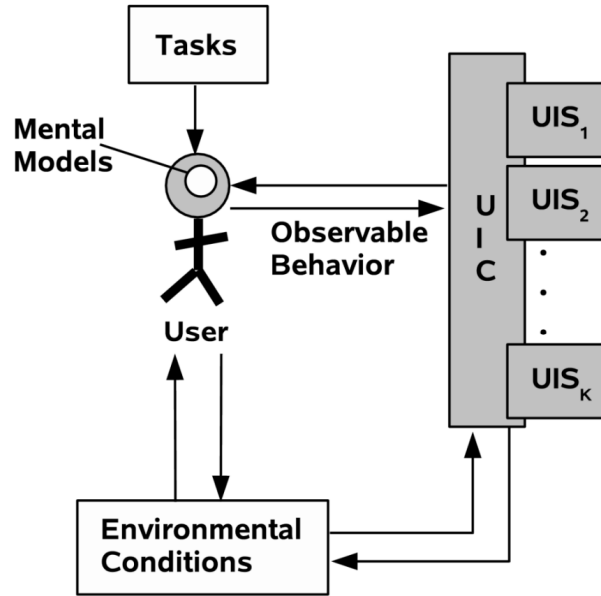 Tasks
Mental
Models
UIS1
UIS2
U
I
C
Observable
Behavior
User
UISK
Environmental
Conditions